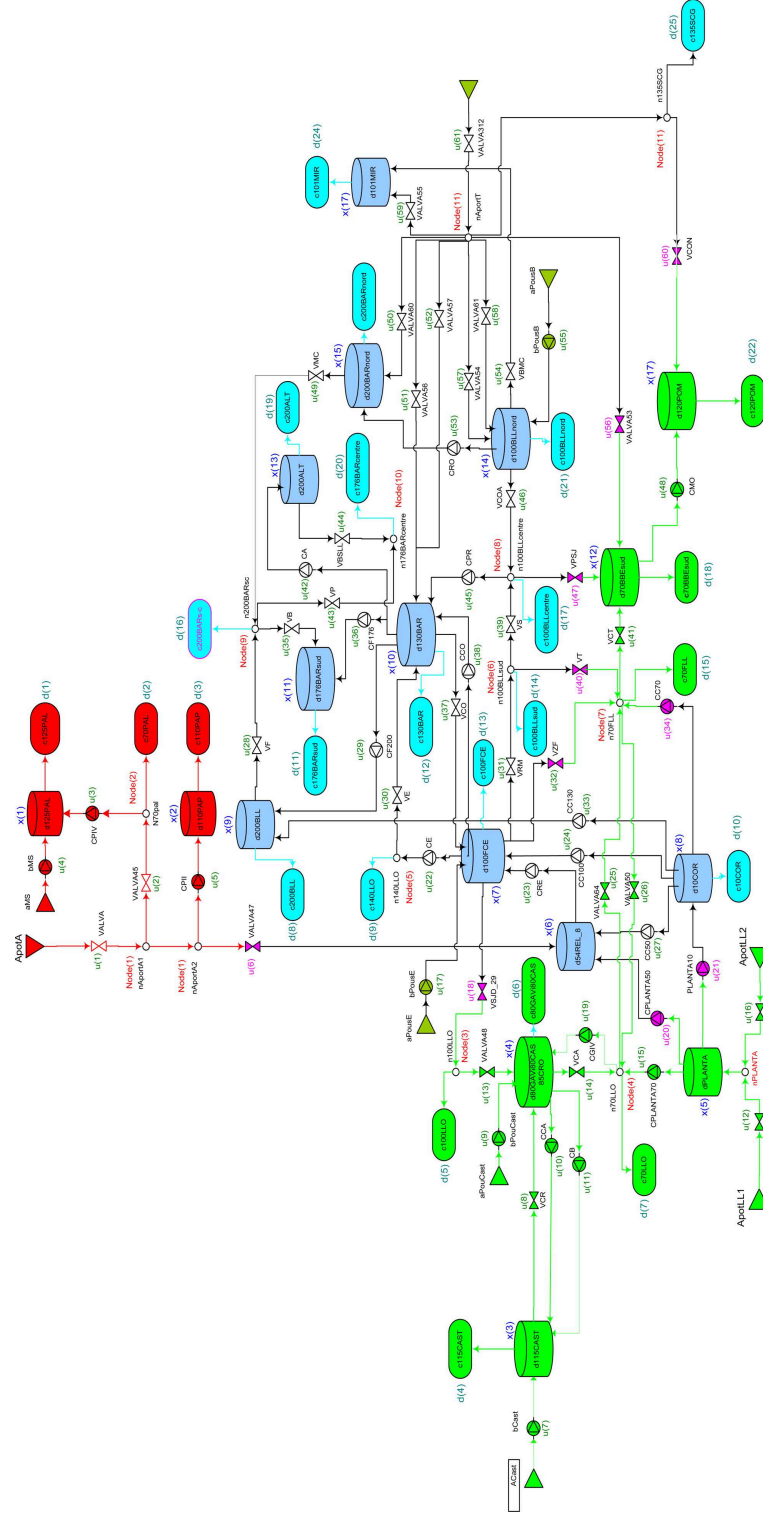 ApotA
aMS
bMS
u(4)
x(1)
d125PAL
c125PAL
d(1)
VALVA
u(1)
Node(1)
nAportA1
VALVA45
u(2)
CPIV
u(3)
N70pal
Node(2)
c70PAL
d(2)
Node(1)
nAportA2
CPII
u(5)
x(2)
d110PAP
c110PAP
d(3)
VALVA47
u(6)
x(9)
d200BLL
c200BLL
d(8)
VF
u(28)
Node(9)
n200BARsc
c200BARs-c
d(16)
VB
u(35)
VP
u(43)
x(11)
d176BARsud
c176BARsud
d(11)
CF176
u(36)
CF200
u(29)
CA
u(42)
x(13)
d200ALT
c200ALT
d(19)
VBSLL
u(44)
n176BARcentre
Node(10)
c176BARcentre
d(20)
VMC
u(49)
x(15)
d200BARnord
c200BARnord
VALVA60
u(50)
VALVA56
u(51)
VALVA57
u(52)
VALVA54
u(57)
VALVA61
u(58)
CRO
u(53)
x(17)
d101MIR
c101MIR
d(24)
VALVA55
u(59)
VALVA312
u(61)
nAportT
Node(11)
n135SCG
Node(11)
c135SCG
d(25)
VCON
u(60)
aPousB
bPousB
u(55)
VBMC
u(54)
x(14)
d100BLLnord
c100BLLnord
d(21)
VCOA
u(46)
n100BLLcentre
Node(8)
c100BLLcentre
d(17)
CPR
u(45)
VPSJ
u(47)
VS
u(39)
x(10)
d130BAR
c130BAR
d(12)
VCO
u(37)
CCO
u(38)
VE
u(30)
n140LLO
Node(5)
c140LLO
d(9)
CE
u(22)
x(7)
d100FCE
c100FCE
d(13)
VRM
u(31)
n100BLLsud
Node(6)
c100BLLsud
d(14)
VT
u(40)
VZF
u(32)
CC130
u(33)
CC100
u(24)
CRE
u(23)
x(6)
d54REL_8
CC50
u(27)
x(8)
d10COR
c10COR
d(10)
CC70
u(34)
n70FLL
Node(7)
c70FLL
d(15)
VCT
u(41)
x(12)
d70BBEsud
c70BBEsud
d(18)
VALVA53
u(56)
CMO
u(48)
x(17)
d120POM
c120POM
d(22)
VALVA64
u(25)
VALVA50
u(26)
aPousE
bPousE
u(17)
VSJD_29
u(18)
n100LLO
Node(3)
c100LLO
d(5)
VALVA48
u(13)
x(4)
d80GAVi80CAS
85CRO
c80GAVi80CAS
d(6)
aPouCast
bPouCast
u(9)
CGIV
u(19)
VCA
u(14)
n70LLO
Node(4)
c70LLO
d(7)
CPLANTA70
u(15)
CPLANTA50
u(20)
PLANTA10
u(21)
x(5)
dPLANTA
nPLANTA
u(12)
ApotLL1
u(16)
ApotLL2
VCR
u(8)
CCA
u(10)
CB
u(11)
x(3)
d115CAST
c115CAST
d(4)
bCast
u(7)
ACast